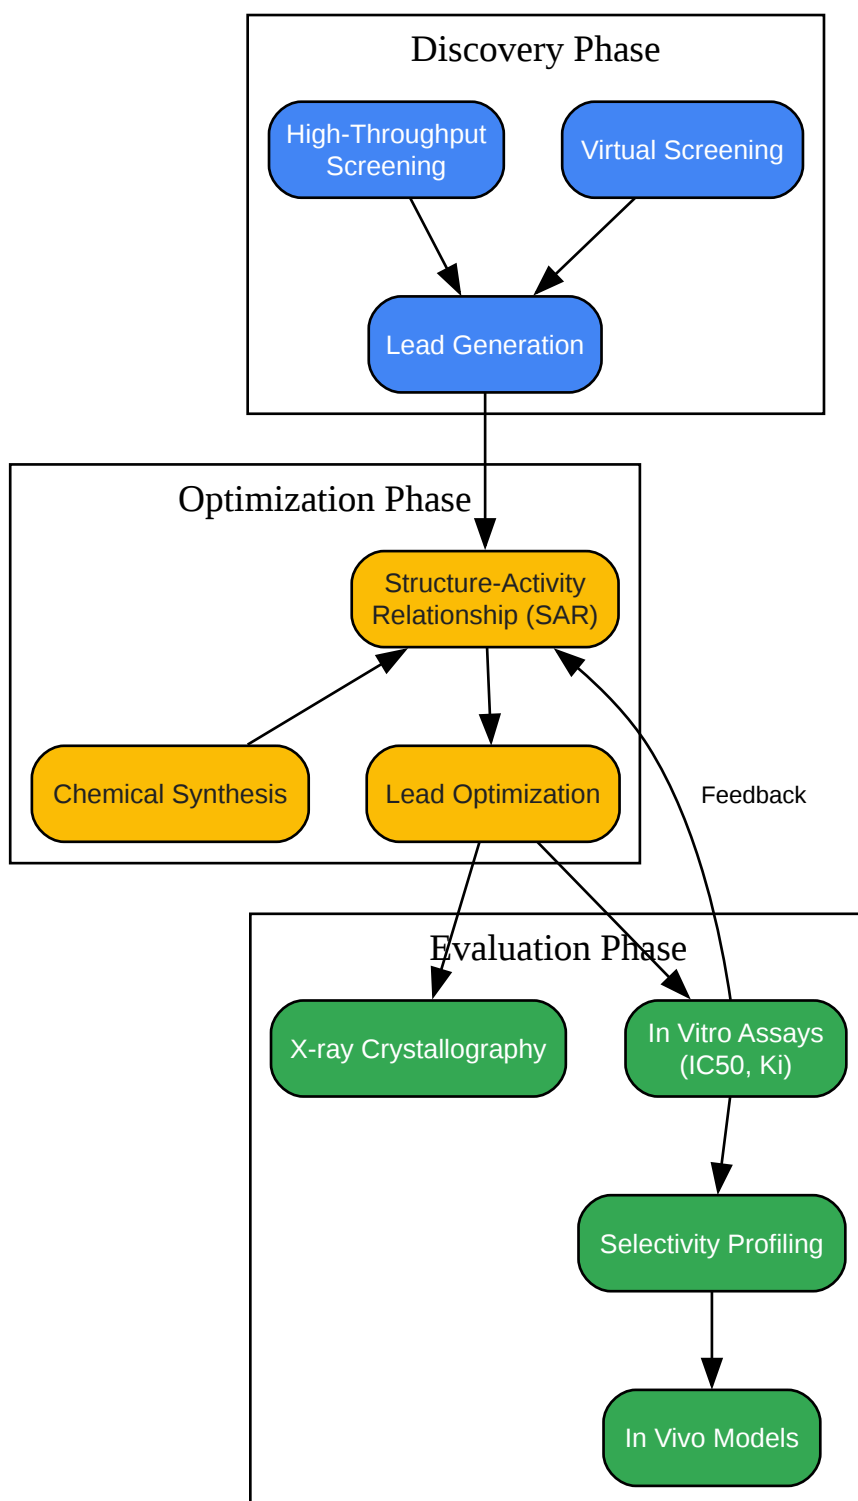 Discovery Phase
High-Throughput
Screening
Virtual Screening
Lead Generation
Optimization Phase
Structure-Activity
Relationship (SAR)
Chemical Synthesis
Lead Optimization
Feedback
Evaluation Phase
X-ray Crystallography
In Vitro Assays
(IC50, Ki)
Selectivity Profiling
In Vivo Models